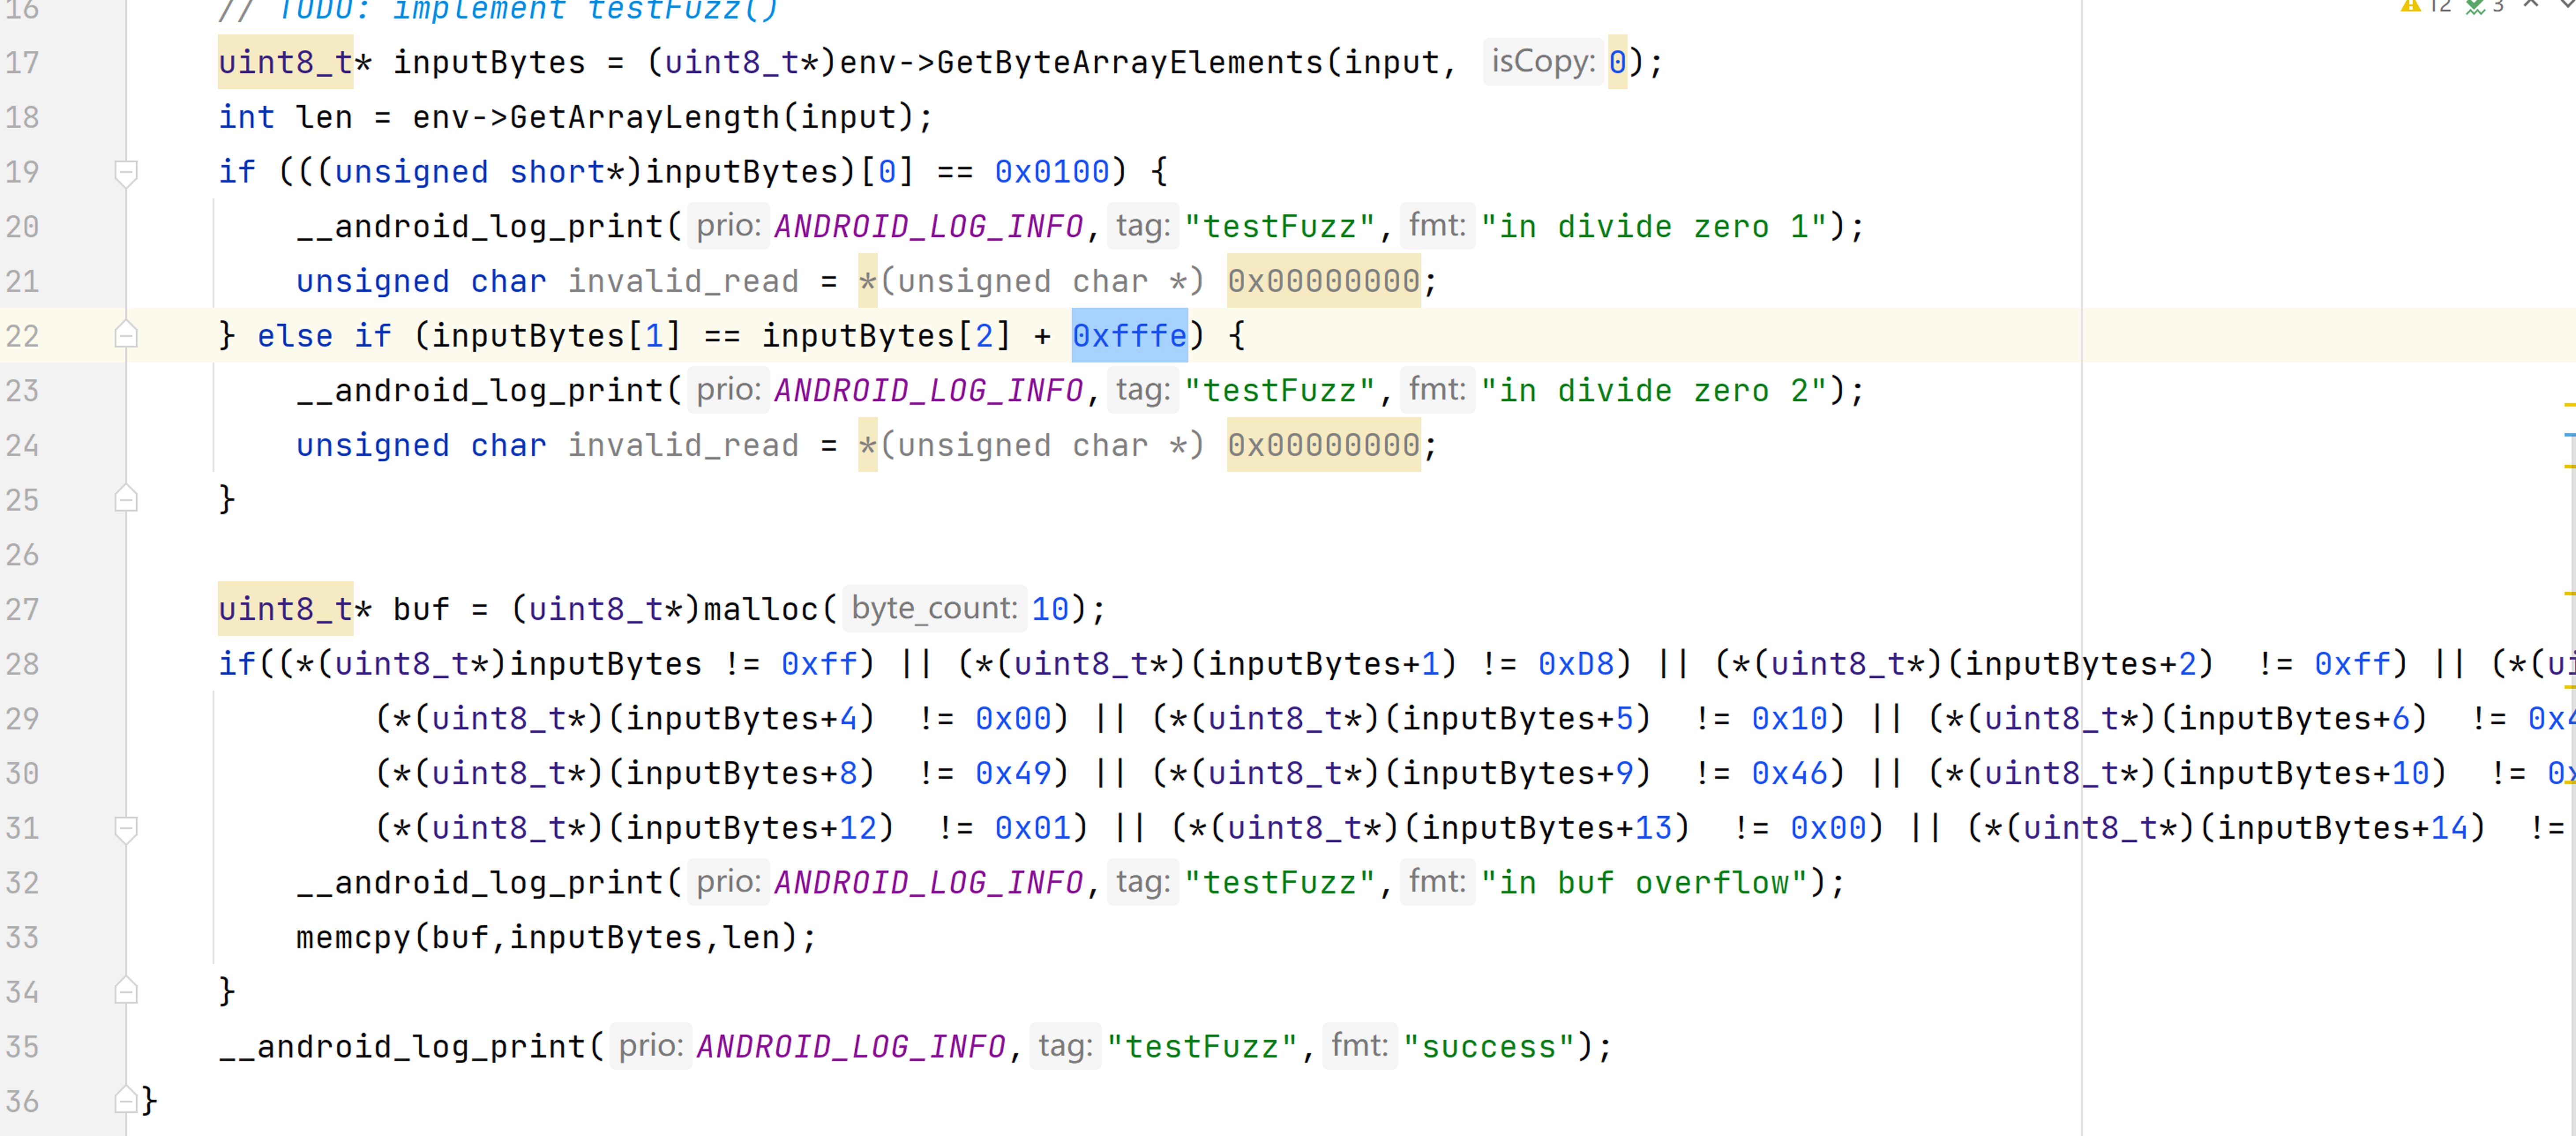 16 // TODO: implement testFuzz()
12 3
17 uint8_t* inputBytes = (uint8_t*)env->GetByteArrayElements(input, isCopy: 0);
18 int len = env->GetArrayLength(input);
19 if (((unsigned short*)inputBytes)[0] == 0x0100) {
20 __android_log_print( prio: ANDROID_LOG_INFO, tag: "testFuzz", fmt: "in divide zero 1");
21 unsigned char invalid_read = *(unsigned char *) 0x00000000;
22 } else if (inputBytes[1] == inputBytes[2] + 0xfffe) {
23 __android_log_print( prio: ANDROID_LOG_INFO, tag: "testFuzz", fmt: "in divide zero 2");
24 unsigned char invalid_read = *(unsigned char *) 0x00000000;
25 }
26
27 uint8_t* buf = (uint8_t*)malloc( byte_count: 10);
28 if((*(uint8_t*)inputBytes != 0xff) || (*(uint8_t*)(inputBytes+1) != 0xD8) || (*(uint8_t*)(inputBytes+2) != 0xff) || (*(
29 (*(uint8_t*)(inputBytes+4) != 0x00) || (*(uint8_t*)(inputBytes+5) != 0x10) || (*(uint8_t*)(inputBytes+6) !=
30 (*(uint8_t*)(inputBytes+8) != 0x49) || (*(uint8_t*)(inputBytes+9) != 0x46) || (*(uint8_t*)(inputBytes+10) !=
31 (*(uint8_t*)(inputBytes+12) != 0x01) || (*(uint8_t*)(inputBytes+13) != 0x00) || (*(uint8_t*)(inputBytes+14) !=
32 __android_log_print( prio: ANDROID_LOG_INFO, tag: "testFuzz", fmt: "in buf overflow");
33 memcpy(buf,inputBytes,len);
34 }
35 __android_log_print( prio: ANDROID_LOG_INFO, tag: "testFuzz", fmt: "success");
36 }